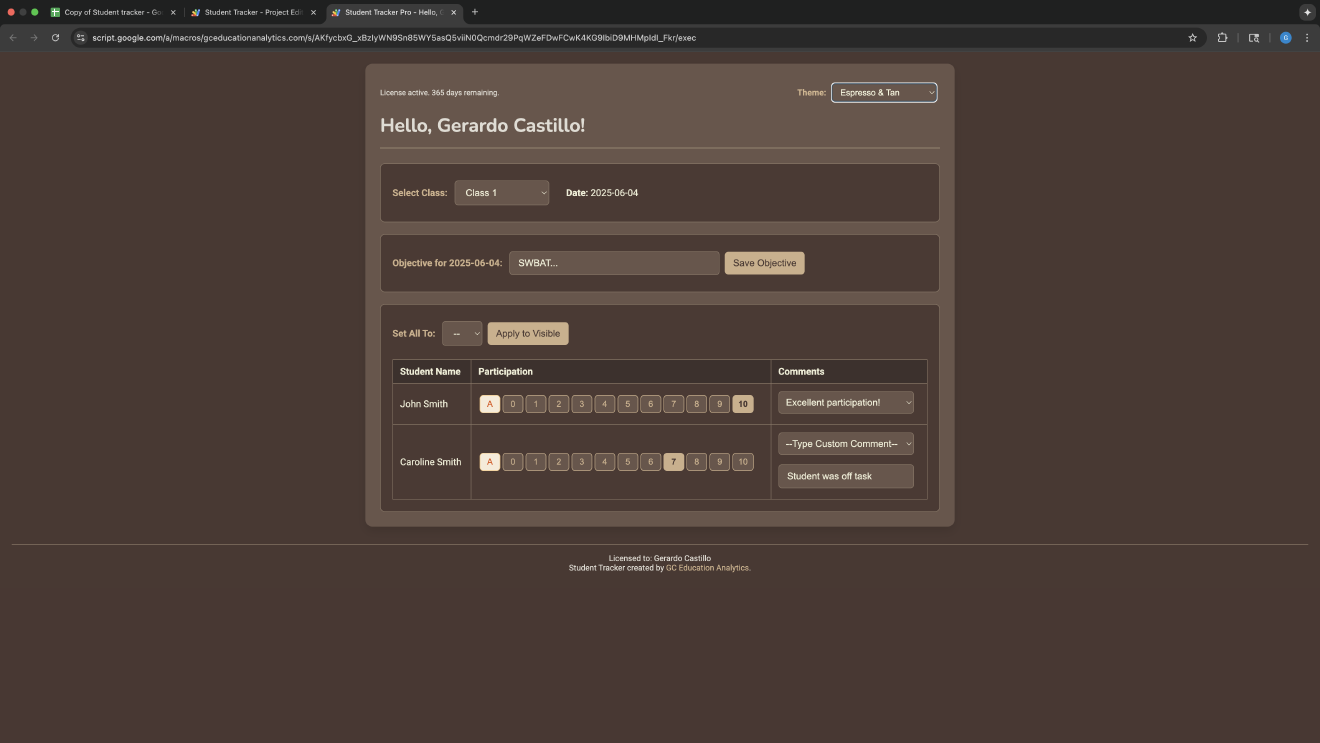 Copy of Student tracker - Go
Student Tracker - Project Edi
Student Tracker Pro - Hello,
script.google.com/a/macros/gceducationanalytics.com/s/AKfycbxG_xBzIyWN9Sn85WY5asQ5viiN0Qcmdr29PqWZeFDwFCwK4KG9IbiD9MHMpIdI_Fkr/exec
G
License active. 365 days remaining.
Theme: Espresso & Tan
Hello, Gerardo Castillo!
Select Class: Class 1 Date: 2025-06-04
Objective for 2025-06-04: SWBAT... Save Objective
Set All To: -- Apply to Visible
Student Name Participation Comments
John Smith A 0 1 2 3 4 5 6 7 8 9 10 Excellent participation!
--Type Custom Comment--
Caroline Smith A 0 1 2 3 4 5 6 7 8 9 10
Student was off task
Licensed to: Gerardo Castillo
Student Tracker created by GC Education Analytics.